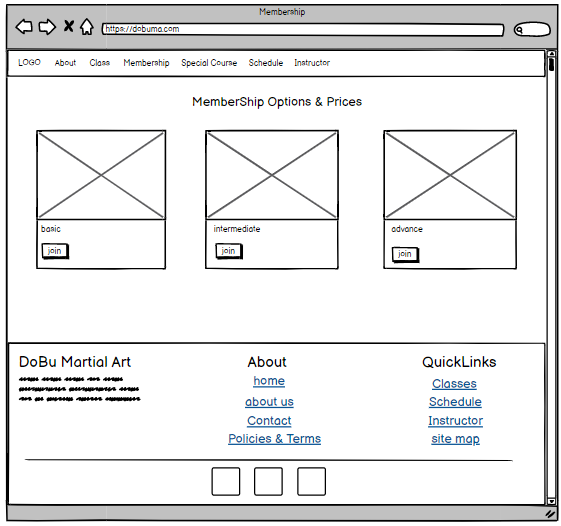 Membership
https://dobuma.com
LOGO About Class Membership Special Course Schedule Instructor
MemberShip Options & Prices
basic
join
intermediate
join
advance
join
DoBu Martial Art
About
home
about us
Contact
Policies & Terms
QuickLinks
Classes
Schedule
Instructor
site map